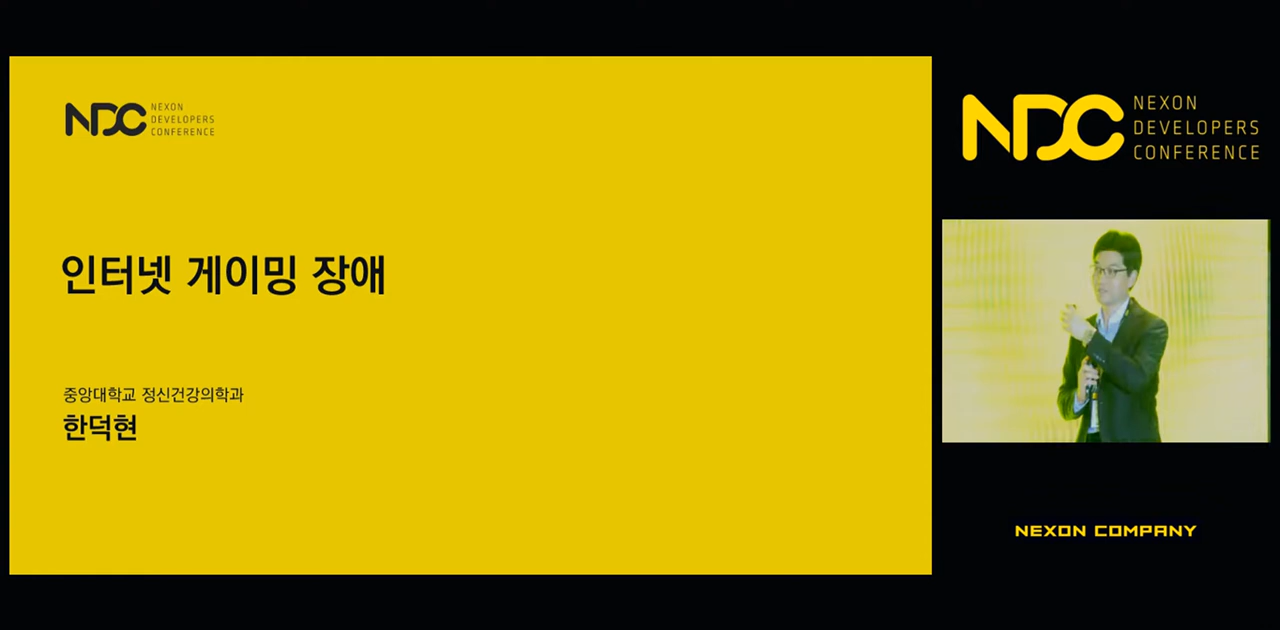 NDC NEXON
DEVELOPERS
CONFERENCE
인터넷 게이밍 장애
중앙대학교 정신건강의학과
한덕현
NDC NEXON
DEVELOPERS
CONFERENCE
NEXON COMPANY